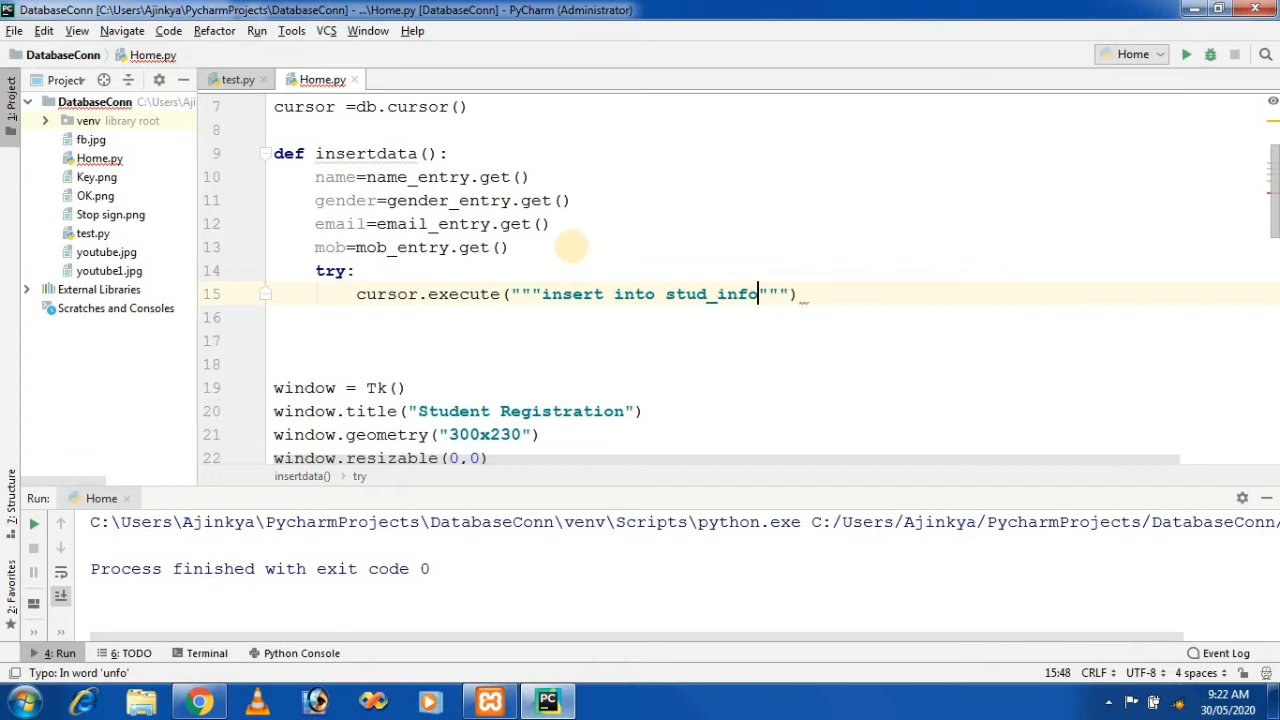 DatabaseConn [C:\Users\Ajinkya\PycharmProjects\DatabaseConn] - ...\Home.py [DatabaseConn] - PyCharm (Administrator)
File Edit View Navigate Code Refactor Run Tools VCS Window Help
DatabaseConn Home.py Home
1: Project
Project test.py Home.py
DatabaseConn C:\Users\Aji
venv library root
fb.jpg
Home.py
Key.png
OK.png
Stop sign.png
test.py
youtube.jpg
youtube1.jpg
External Libraries
Scratches and Consoles
7 cursor =db.cursor()
8
9 def insertdata():
10 name=name_entry.get()
11 gender=gender_entry.get()
12 email=email_entry.get()
13 mob=mob_entry.get()
14 try:
15 cursor.execute("""insert into stud_info""")
16
17
18
19 window = Tk()
20 window.title("Student Registration")
21 window.geometry("300x230")
22 window.resizable(0,0)
insertdata() try
7: Structure
2: Favorites
Run: Home
C:\Users\Ajinkya\PycharmProjects\DatabaseConn\venv\Scripts\python.exe C:/Users/Ajinkya/PycharmProjects/DatabaseConn/
Process finished with exit code 0
4: Run 6: TODO Terminal Python Console Event Log
Typo: In word 'unfo' 15:48 CRLF UTF-8 4 spaces
PC
9:22 AM
30/05/2020